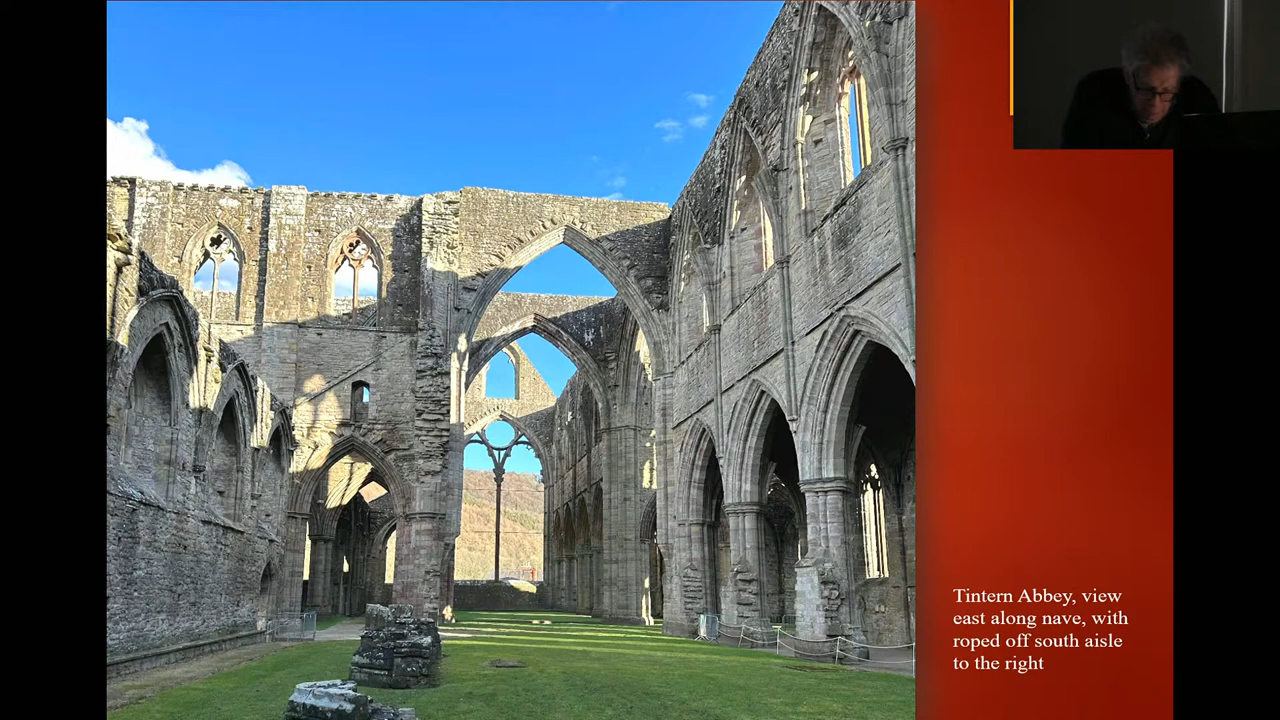 Tintern Abbey, view
east along nave, with
roped off south aisle
to the right